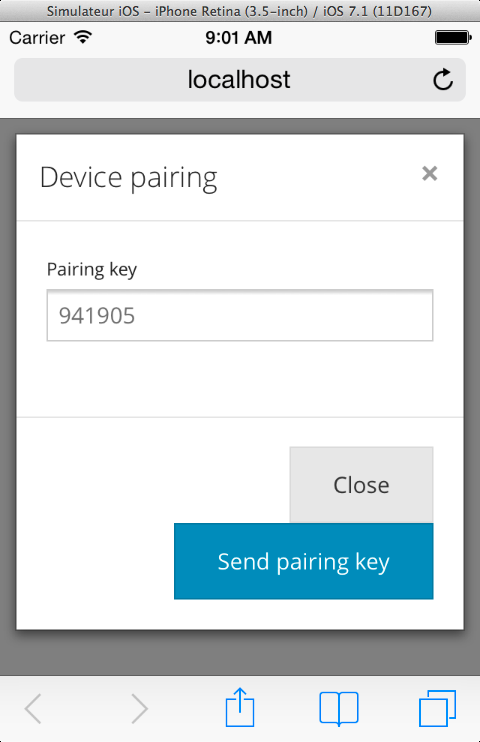 Simulateur iOS – iPhone Retina (3.5-inch) / iOS 7.1 (11D167)
Carrier 9:01 AM
localhost
Device pairing ×
Pairing key
941905
Close
Send pairing key